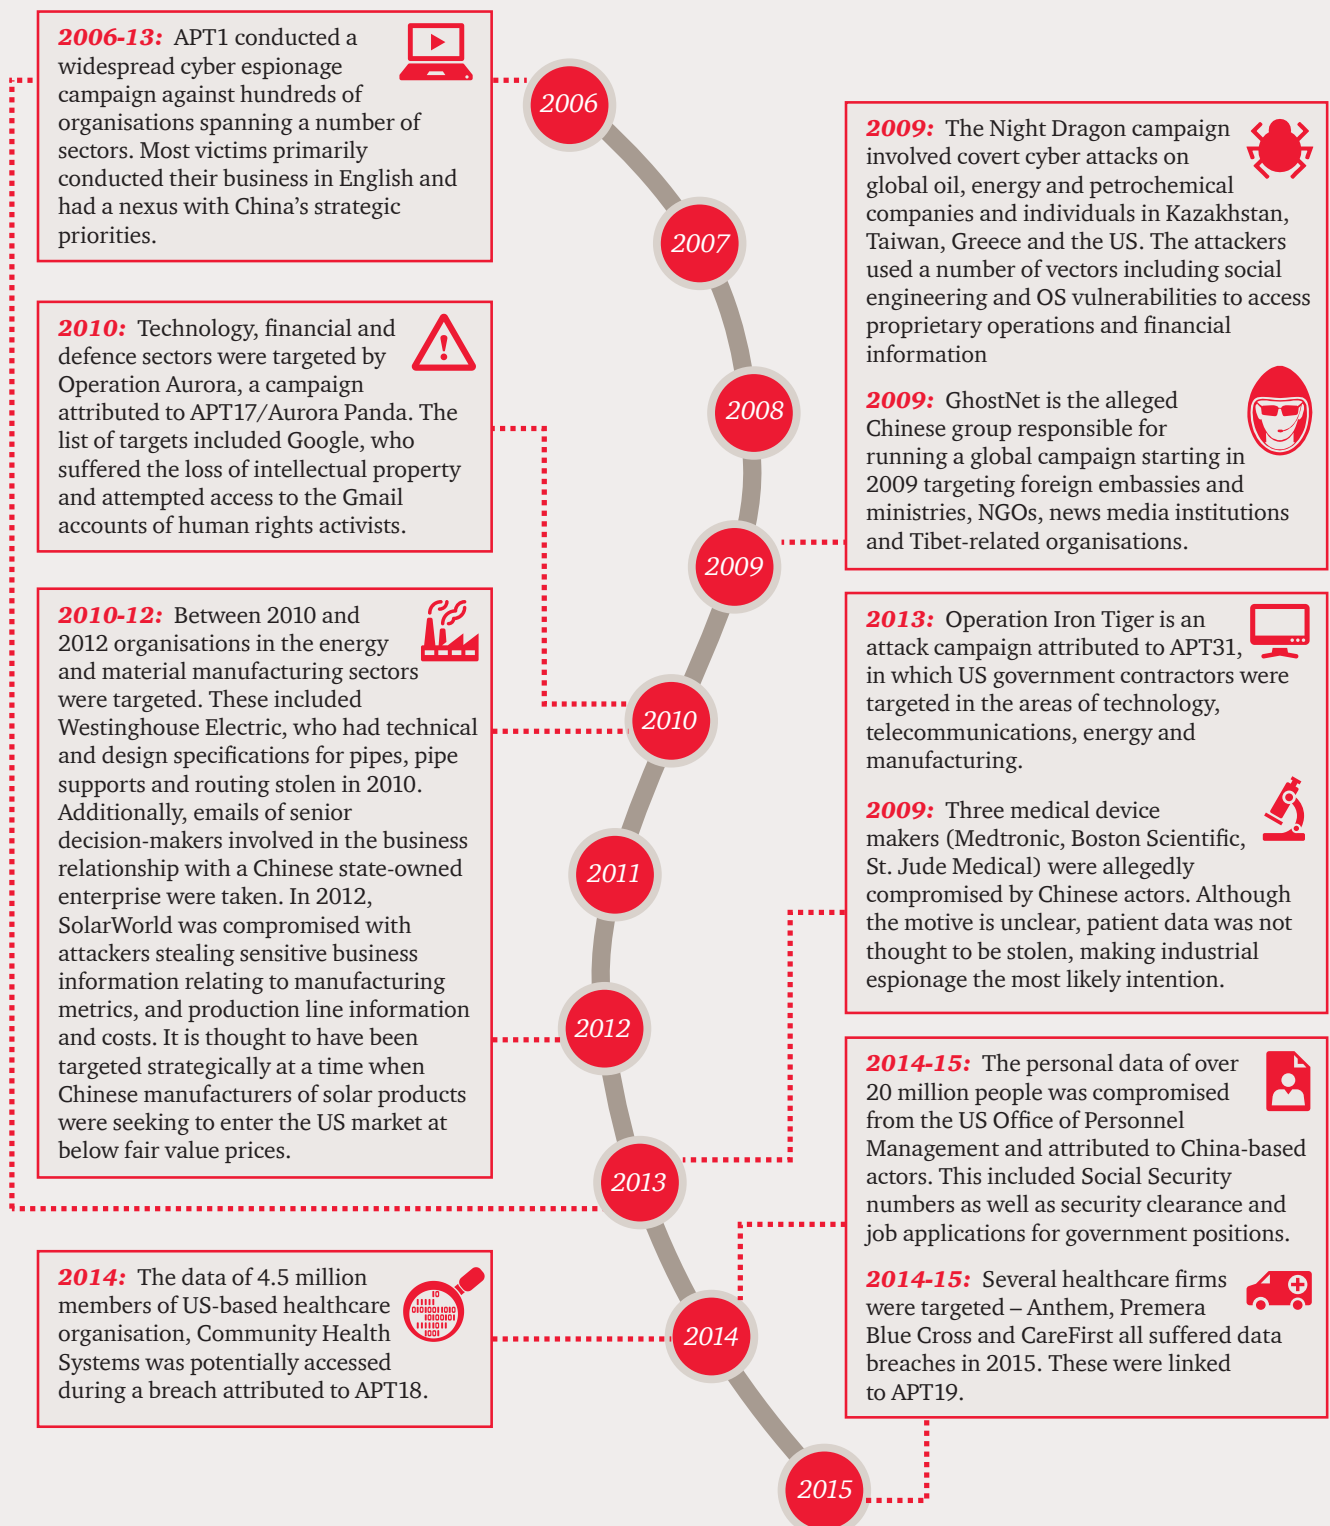 2006-13: APT1 conducted a
widespread cyber espionage
campaign against hundreds of
organisations spanning a number of
sectors. Most victims primarily
conducted their business in English and
had a nexus with China's strategic
priorities.
2010: Technology, financial and
defence sectors were targeted by
Operation Aurora, a campaign
attributed to APT17/Aurora Panda. The
list of targets included Google, who
suffered the loss of intellectual property
and attempted access to the Gmail
accounts of human rights activists.
2010-12: Between 2010 and
2012 organisations in the energy
and material manufacturing sectors
were targeted. These included
Westinghouse Electric, who had technical
and design specifications for pipes, pipe
supports and routing stolen in 2010.
Additionally, emails of senior
decision-makers involved in the business
relationship with a Chinese state-owned
enterprise were taken. In 2012,
SolarWorld was compromised with
attackers stealing sensitive business
information relating to manufacturing
metrics, and production line information
and costs. It is thought to have been
targeted strategically at a time when
Chinese manufacturers of solar products
were seeking to enter the US market at
below fair value prices.
2014: The data of 4.5 million
members of US-based healthcare
organisation, Community Health
Systems was potentially accessed
during a breach attributed to APT18.
2006
2007
2008
2009
2010
2011
2012
2013
2014
2015
2009: The Night Dragon campaign
involved covert cyber attacks on
global oil, energy and petrochemical
companies and individuals in Kazakhstan,
Taiwan, Greece and the US. The attackers
used a number of vectors including social
engineering and OS vulnerabilities to access
proprietary operations and financial
information
2009: GhostNet is the alleged
Chinese group responsible for
running a global campaign starting in
2009 targeting foreign embassies and
ministries, NGOs, news media institutions
and Tibet-related organisations.
2013: Operation Iron Tiger is an
attack campaign attributed to APT31,
in which US government contractors were
targeted in the areas of technology,
telecommunications, energy and
manufacturing.
2009: Three medical device
makers (Medtronic, Boston Scientific,
St. Jude Medical) were allegedly
compromised by Chinese actors. Although
the motive is unclear, patient data was not
thought to be stolen, making industrial
espionage the most likely intention.
2014-15: The personal data of over
20 million people was compromised
from the US Office of Personnel
Management and attributed to China-based
actors. This included Social Security
numbers as well as security clearance and
job applications for government positions.
2014-15: Several healthcare firms
were targeted – Anthem, Premera
Blue Cross and CareFirst all suffered data
breaches in 2015. These were linked
to APT19.